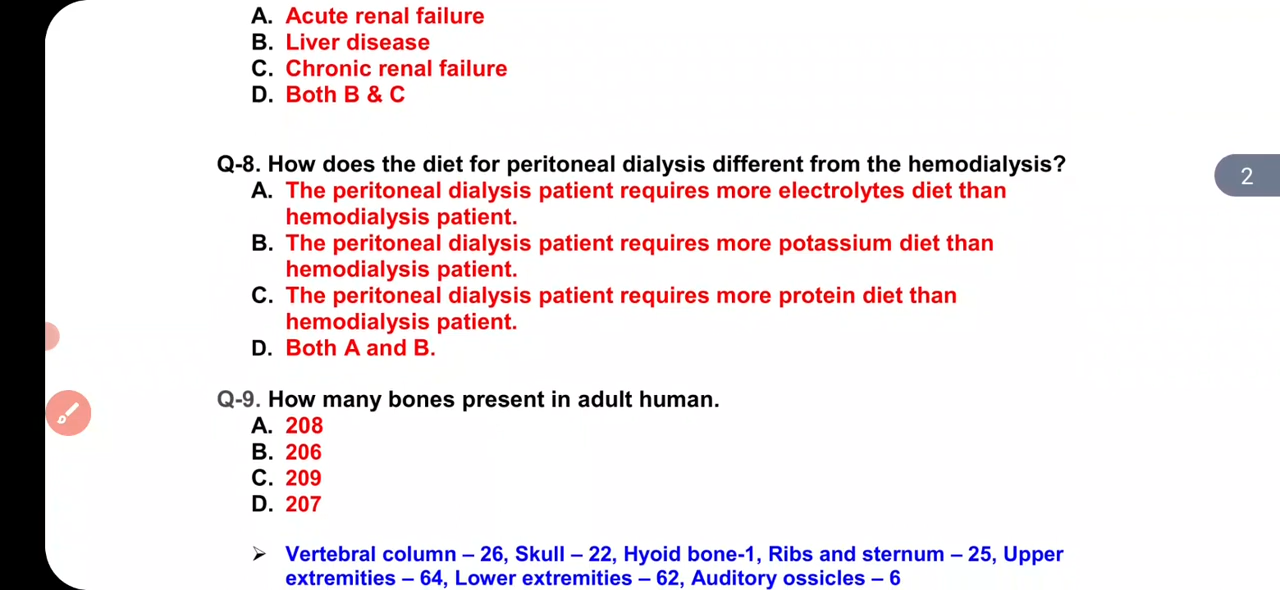 A. Acute renal failure
B. Liver disease
C. Chronic renal failure
D. Both B & C
Q-8. How does the diet for peritoneal dialysis different from the hemodialysis?
A. The peritoneal dialysis patient requires more electrolytes diet than
hemodialysis patient.
B. The peritoneal dialysis patient requires more potassium diet than
hemodialysis patient.
C. The peritoneal dialysis patient requires more protein diet than
hemodialysis patient.
D. Both A and B.
2
Q-9. How many bones present in adult human.
A. 208
B. 206
C. 209
D. 207
➢ Vertebral column – 26, Skull – 22, Hyoid bone-1, Ribs and sternum – 25, Upper
extremities – 64, Lower extremities – 62, Auditory ossicles – 6